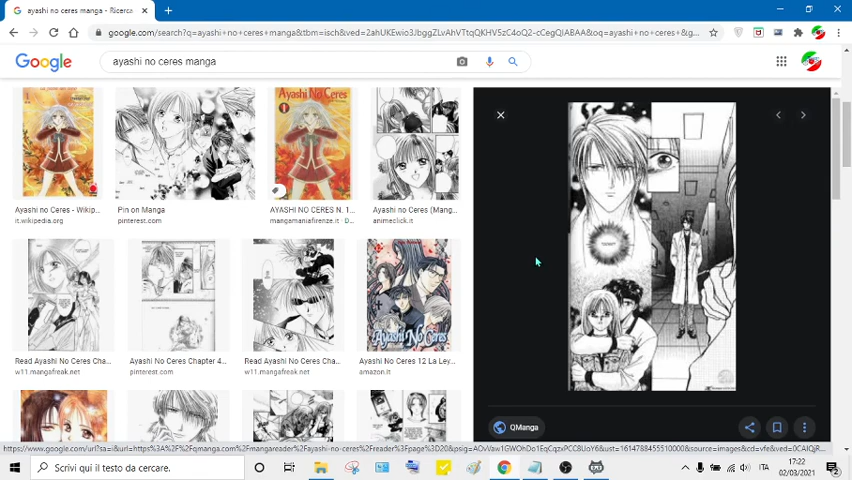 ayashi no ceres manga - Ricerca
google.com/search?q=ayashi+no+ceres+manga&tbm=isch&ved=
Google
ayashi no ceres manga
Ayashi No Ceres
Ayashi no Ceres - Wikip...
it.wikipedia.org
Pin on Manga
pinterest.com
AYASHI NO CERES N. 1...
mangamaniafirenze.it · D...
Ayashi no Ceres (Mang...
animeclick.it
Ayashi no Ceres
Read Ayashi No Ceres Cha...
w11.mangafreak.net
Ayashi No Ceres Chapter 4...
pinterest.com
Read Ayashi No Ceres Cha...
w11.mangafreak.net
Ayashi No Ceres 12 La Ley...
amazon.it
QManga
Scrivi qui il testo da cercare.
ITA
17:22
02/03/2021
2